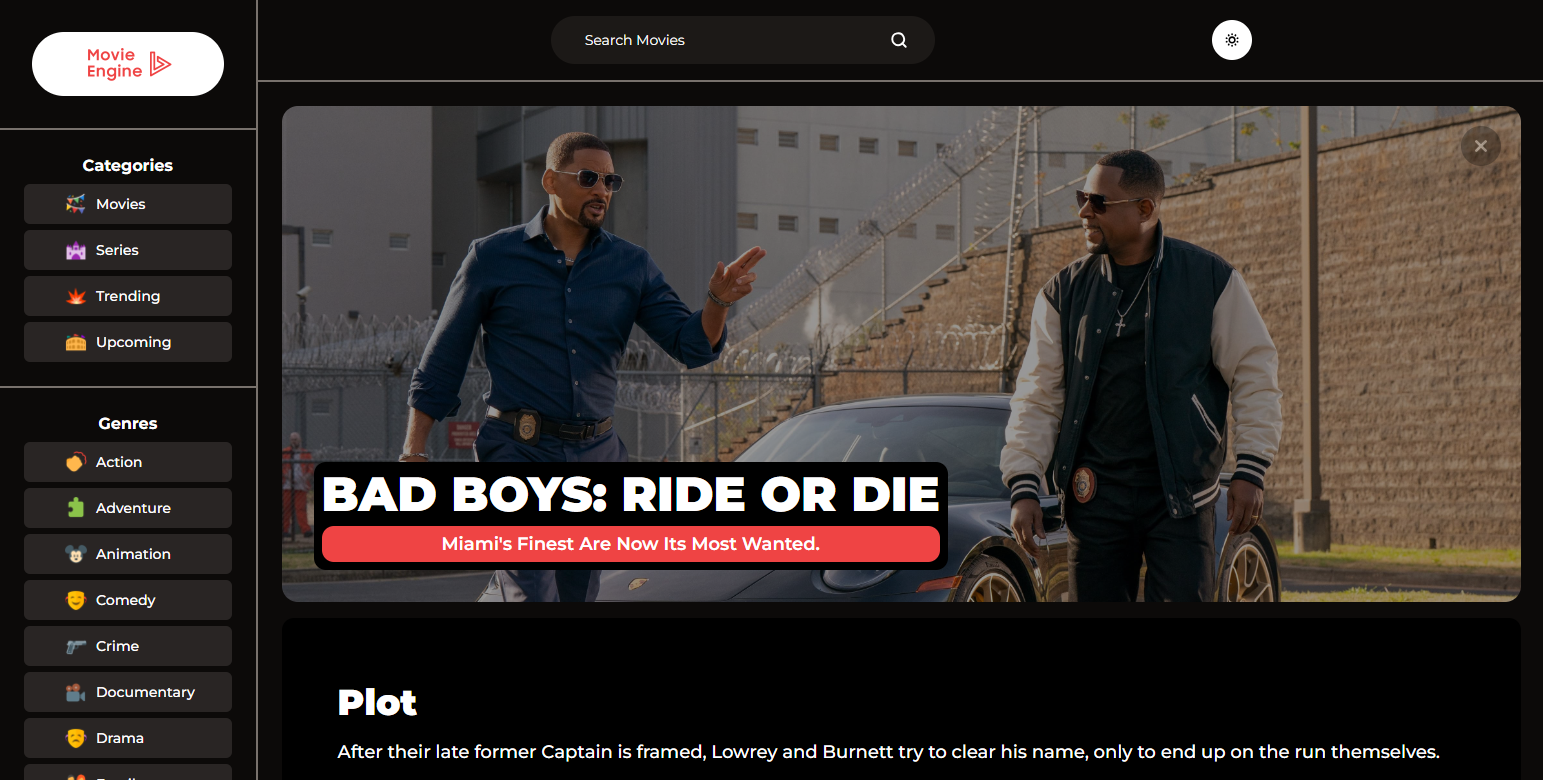 Movie
Engine
Search Movies
Categories
Movies
Series
Trending
Upcoming
Genres
Action
Adventure
Animation
Comedy
Crime
Documentary
Drama
BAD BOYS: RIDE OR DIE
Miami's Finest Are Now Its Most Wanted.
Plot
After their late former Captain is framed, Lowrey and Burnett try to clear his name, only to end up on the run themselves.